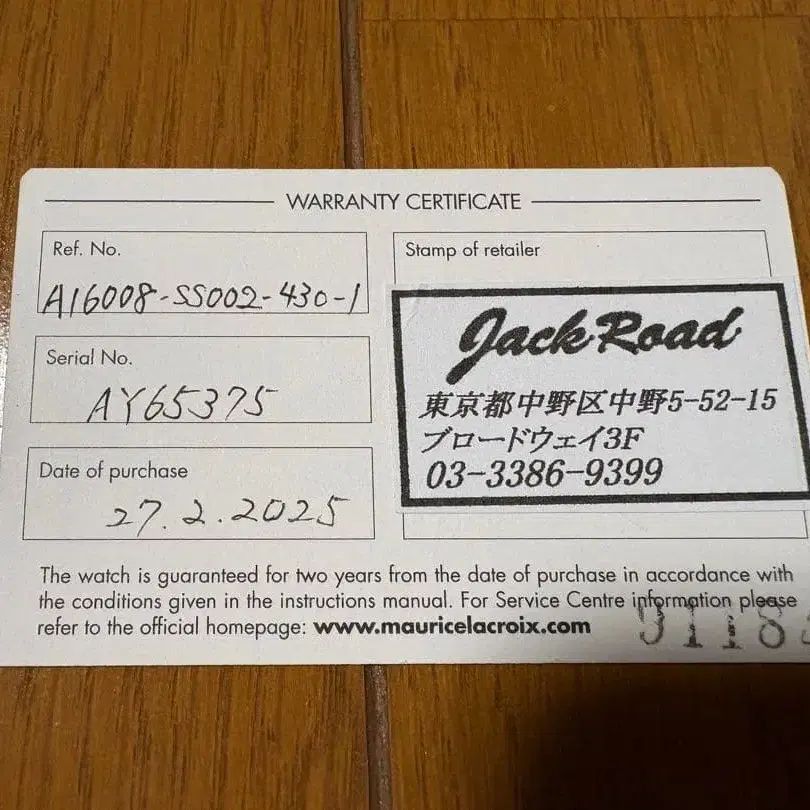 WARRANTY CERTIFICATE
Ref. No.
AI6008-SS002-430-1
Serial No.
AY65375
Date of purchase
27.2.2025
Stamp of retailer
Jack Road
東京都中野区中野5-52-15
ブロードウェイ3F
03-3386-9399
The watch is guaranteed for two years from the date of purchase in accordance with
the conditions given in the instructions manual. For Service Centre information please
refer to the official homepage: www.mauricelacroix.com